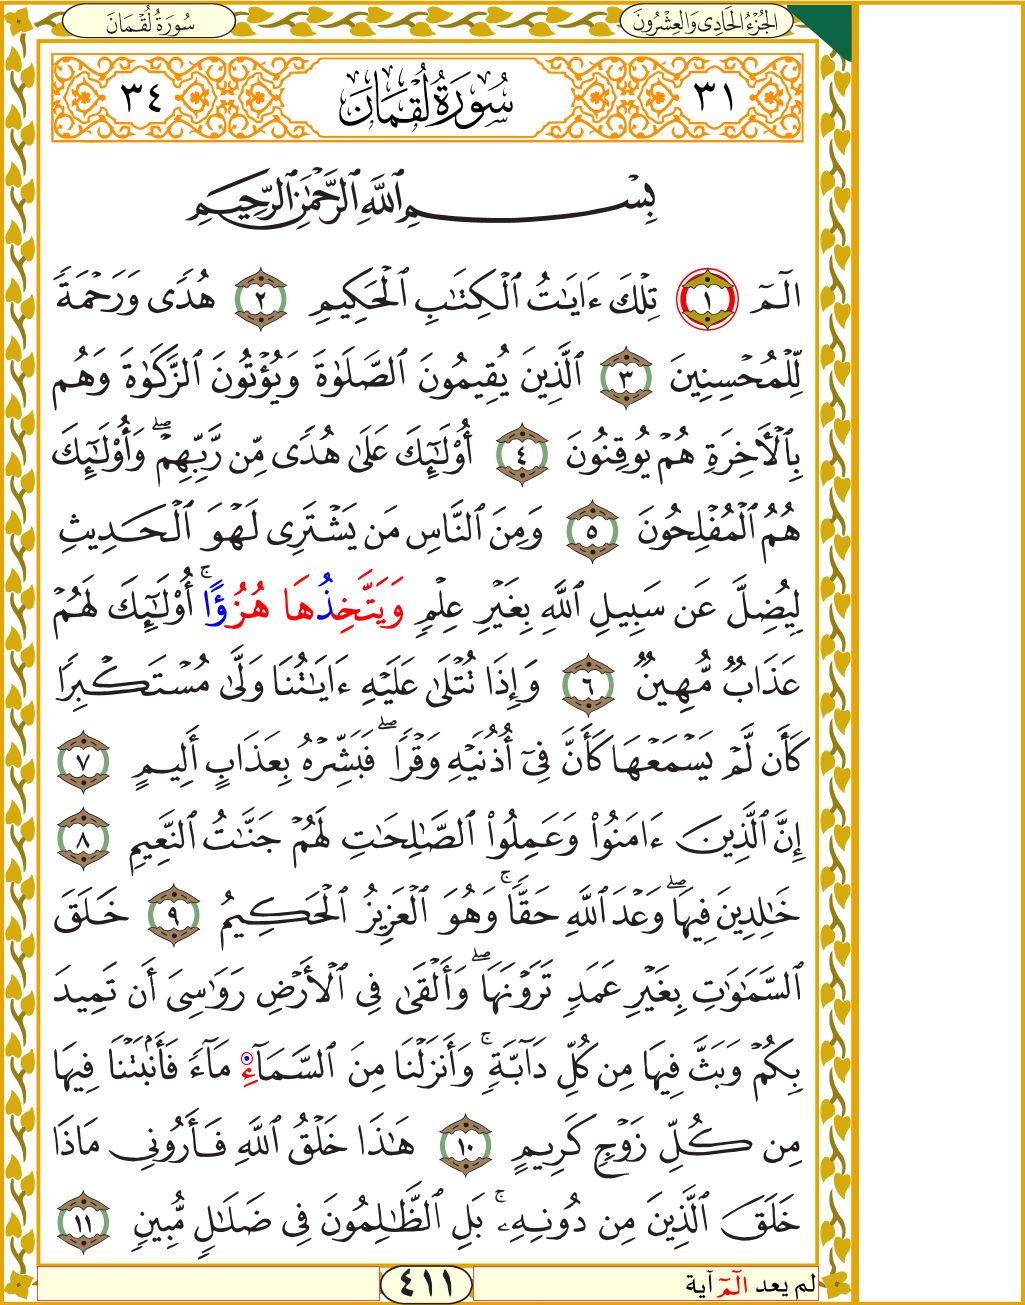 الجُزْءُ الحَادِى وَالعِشْرُونَ
سُورَةُ لُقْمَانَ
٣١ سُورَةُ لُقْمَانَ ٣٤
بِسْمِ ٱللَّهِ ٱلرَّحْمَٰنِ ٱلرَّحِيمِ
الٓمٓ ١ تِلْكَ ءَايَٰتُ ٱلْكِتَٰبِ ٱلْحَكِيمِ ٢ هُدًى وَرَحْمَةً
لِّلْمُحْسِنِينَ ٣ ٱلَّذِينَ يُقِيمُونَ ٱلصَّلَوٰةَ وَيُؤْتُونَ ٱلزَّكَوٰةَ وَهُم
بِٱلْأَخِرَةِ هُمْ يُوقِنُونَ ٤ أُوْلَٰٓئِكَ عَلَىٰ هُدًى مِّن رَّبِّهِمْۖ وَأُوْلَٰٓئِكَ
هُمُ ٱلْمُفْلِحُونَ ٥ وَمِنَ ٱلنَّاسِ مَن يَشْتَرِى لَهْوَ ٱلْحَدِيثِ
لِيُضِلَّ عَن سَبِيلِ ٱللَّهِ بِغَيْرِ عِلْمٍ وَيَتَّخِذُهَا هُزُؤًاۚ أُوْلَٰٓئِكَ لَهُمْ
عَذَابٌ مُّهِينٌ ٦ وَإِذَا تُتْلَىٰ عَلَيْهِ ءَايَٰتُنَا وَلَّىٰ مُسْتَكْبِرًا
كَأَن لَّمْ يَسْمَعْهَا كَأَنَّ فِىٓ أُذُنَيْهِ وَقْرًاۖ فَبَشِّرْهُ بِعَذَابٍ أَلِيمٍ ٧
إِنَّ ٱلَّذِينَ ءَامَنُوا۟ وَعَمِلُوا۟ ٱلصَّٰلِحَٰتِ لَهُمْ جَنَّٰتُ ٱلنَّعِيمِ ٨
خَٰلِدِينَ فِيهَاۖ وَعْدَ ٱللَّهِ حَقًّاۚ وَهُوَ ٱلْعَزِيزُ ٱلْحَكِيمُ ٩ خَلَقَ
ٱلسَّمَٰوَٰتِ بِغَيْرِ عَمَدٍ تَرَوْنَهَاۖ وَأَلْقَىٰ فِى ٱلْأَرْضِ رَوَٰسِىَ أَن تَمِيدَ
بِكُمْ وَبَثَّ فِيهَا مِن كُلِّ دَآبَّةٍۚ وَأَنزَلْنَا مِنَ ٱلسَّمَآءِ مَآءً فَأَنۢبَتْنَا فِيهَا
مِن كُلِّ زَوْجٍ كَرِيمٍ ١٠ هَٰذَا خَلْقُ ٱللَّهِ فَأَرُونِى مَاذَا
خَلَقَ ٱلَّذِينَ مِن دُونِهِۦۚ بَلِ ٱلظَّٰلِمُونَ فِى ضَلَٰلٍ مُّبِينٍ ١١
لم يعد الٓمٓ آية
٤١١